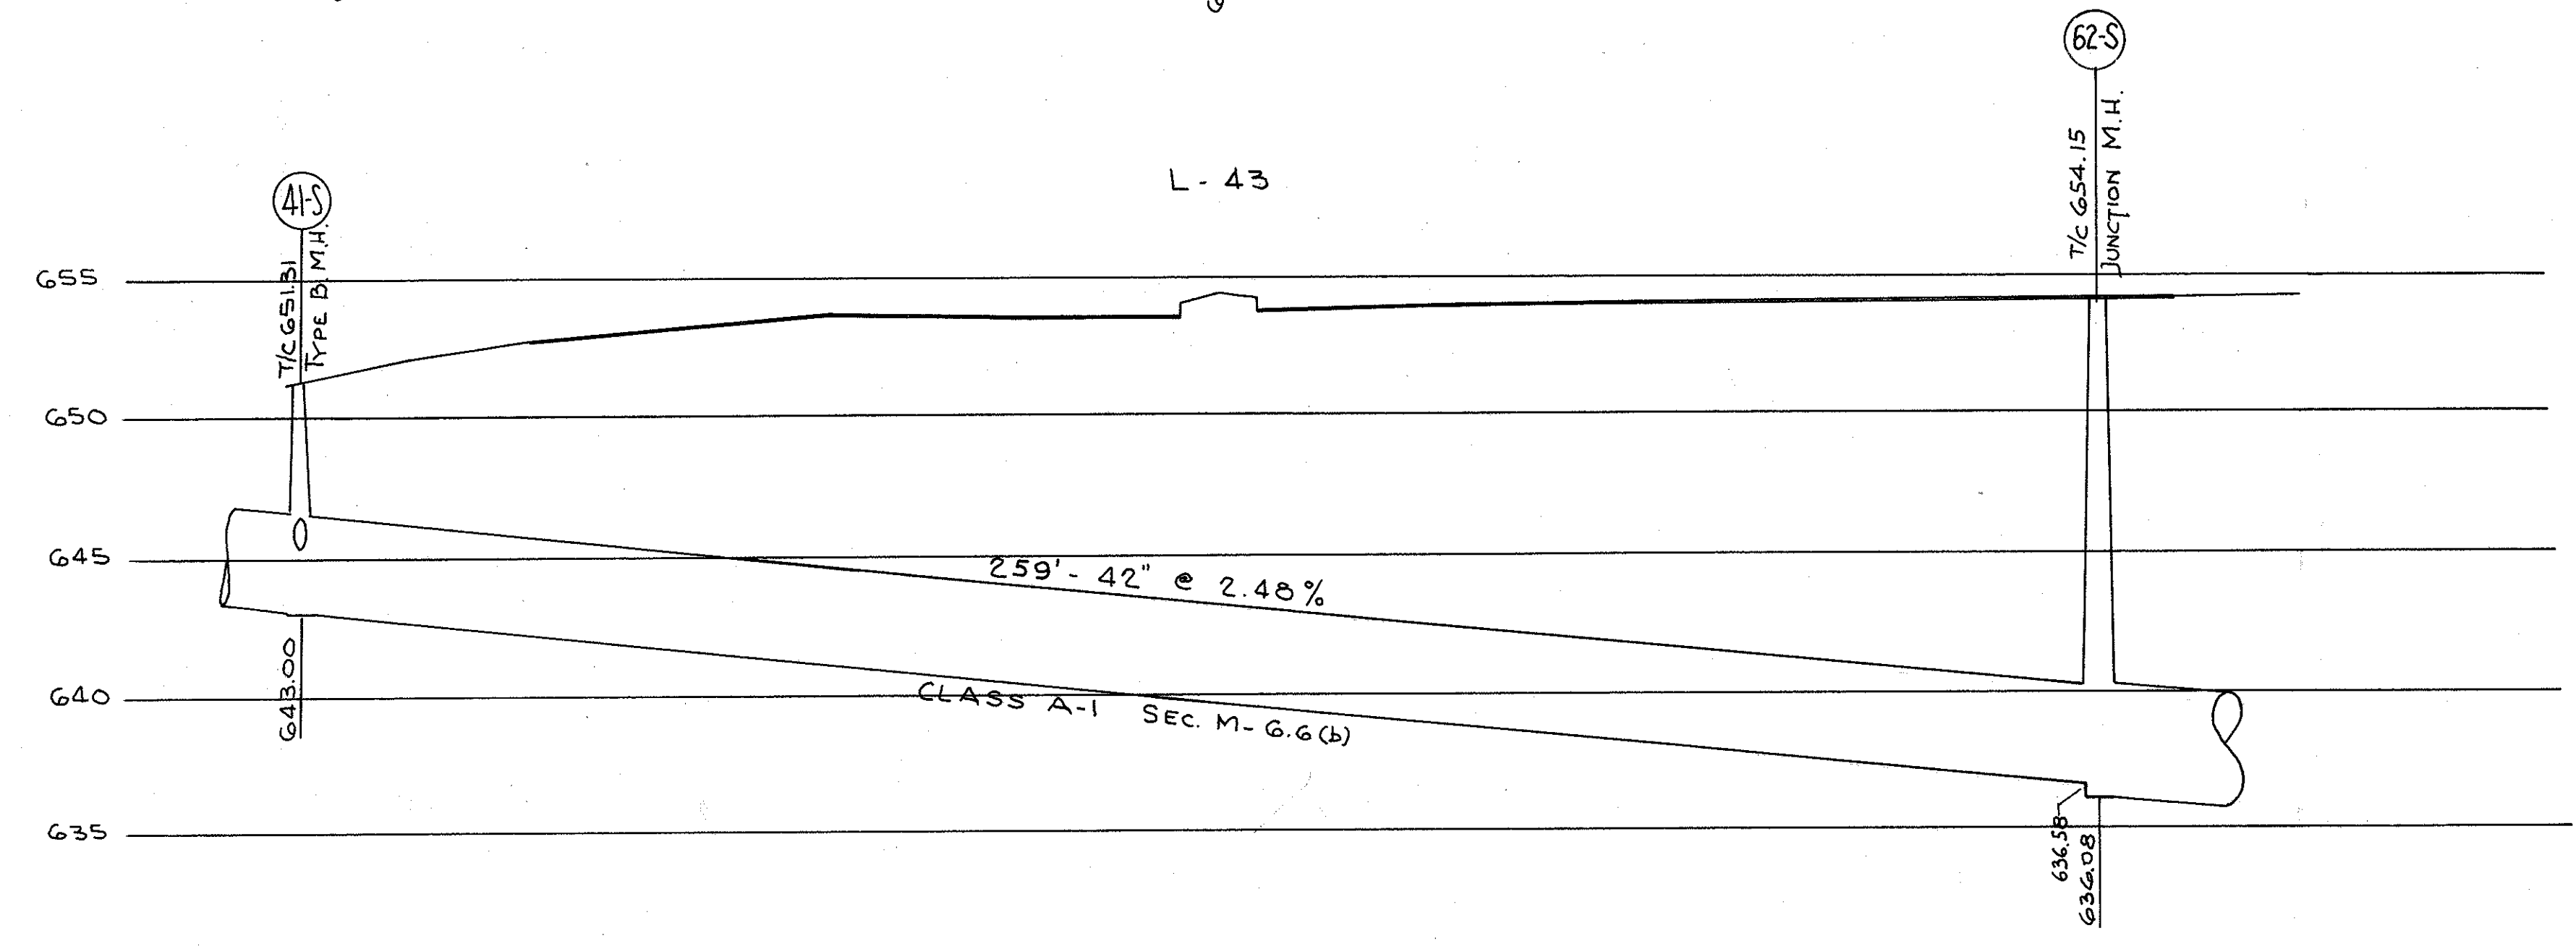 62-S
T/C 654.15
JUNCTION M.H.
L - 43
41-S
T/C 651.31
TYPE B. M.H.
655
650
645
259' - 42" @ 2.48%
643.00
640
CLASS A-1 SEC. M-6.6(b)
635
636.58
636.08